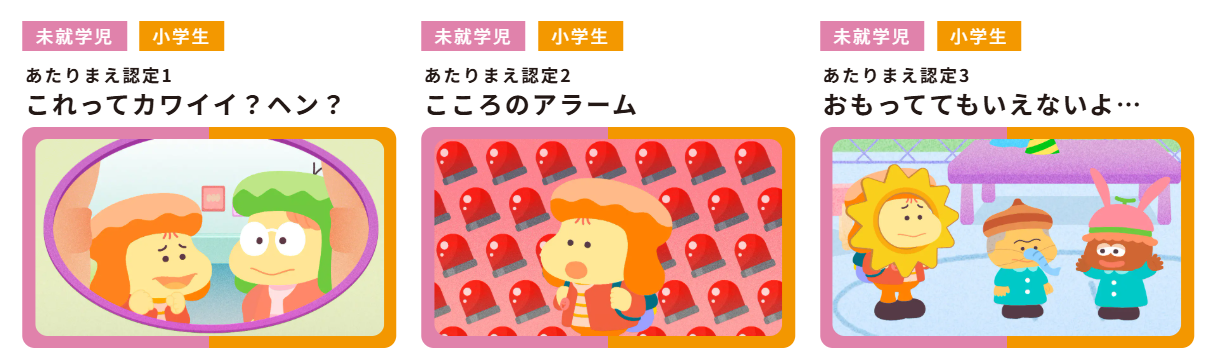 未就学児 小学生
あたりまえ認定1
これってカワイイ？ヘン？
未就学児 小学生
あたりまえ認定2
こころのアラーム
未就学児 小学生
あたりまえ認定3
おもっててもいえないよ…